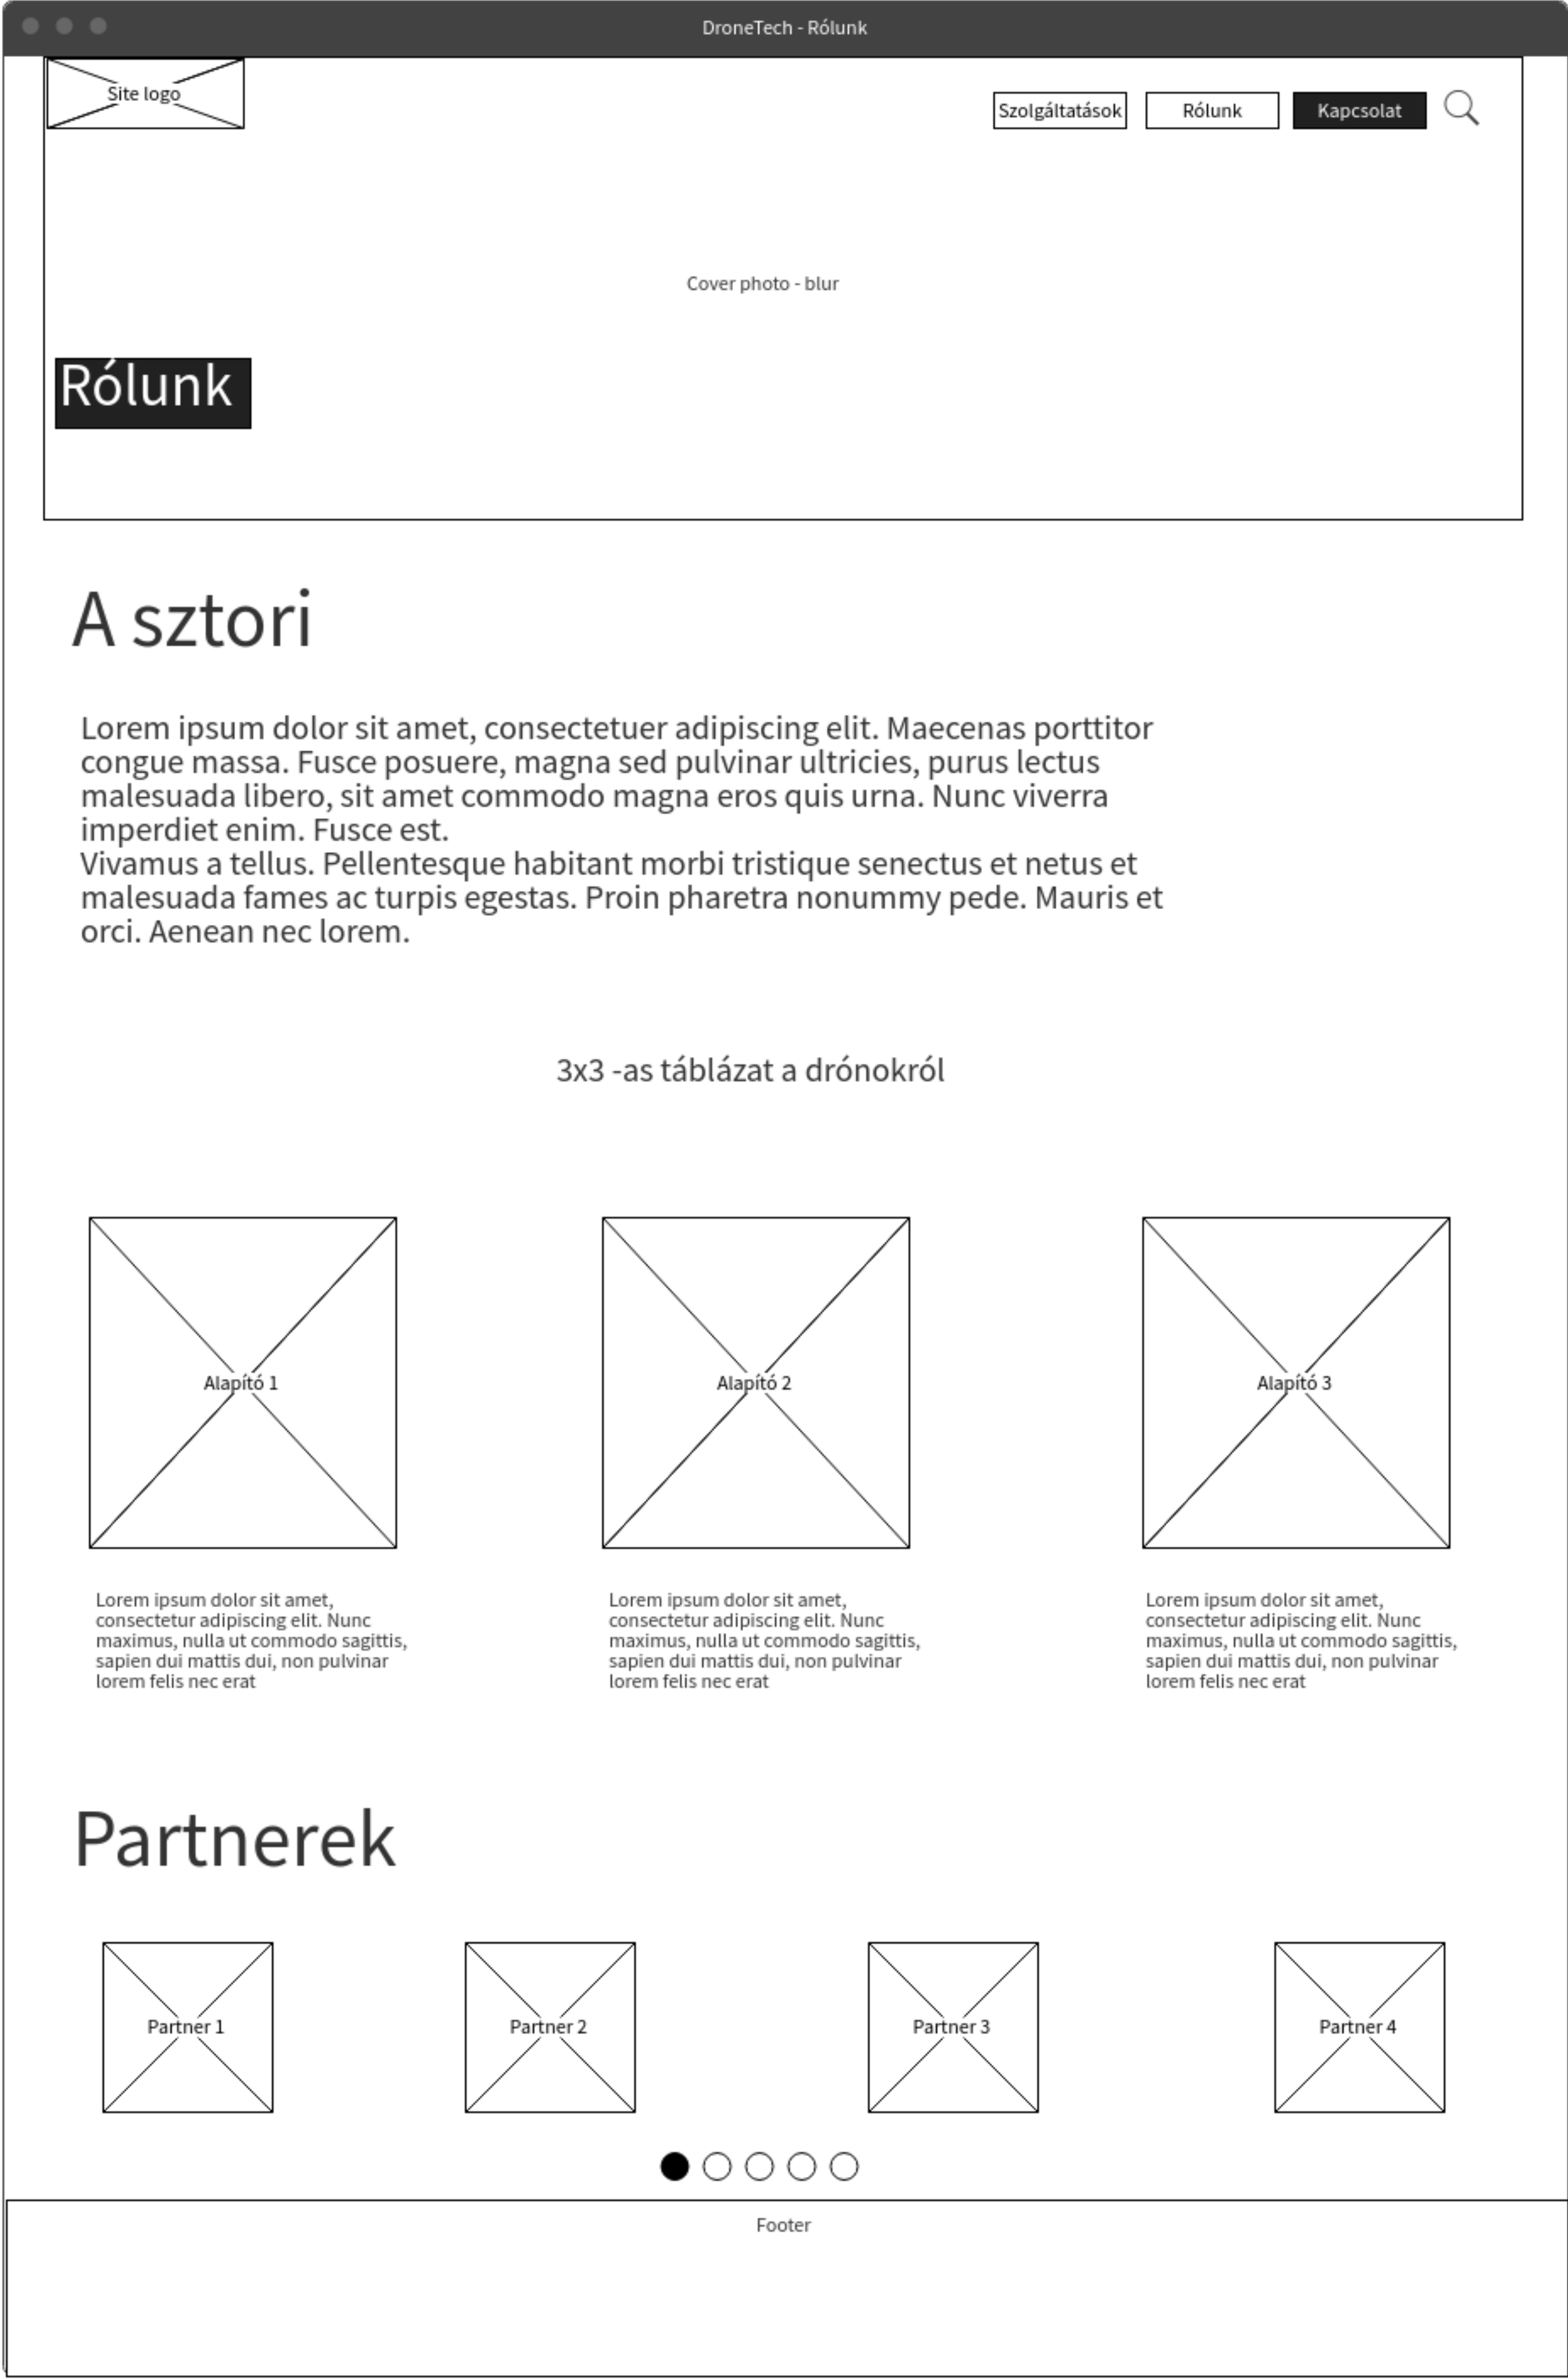 DroneTech - Rólunk
Site logo
Szolgáltatások
Rólunk
Kapcsolat
Cover photo - blur
Rólunk
A sztori
Lorem ipsum dolor sit amet, consectetuer adipiscing elit. Maecenas porttitor
congue massa. Fusce posuere, magna sed pulvinar ultricies, purus lectus
malesuada libero, sit amet commodo magna eros quis urna. Nunc viverra
imperdiet enim. Fusce est.
Vivamus a tellus. Pellentesque habitant morbi tristique senectus et netus et
malesuada fames ac turpis egestas. Proin pharetra nonummy pede. Mauris et
orci. Aenean nec lorem.
3x3 -as táblázat a drónokról
Alapító 1
Alapító 2
Alapító 3
Lorem ipsum dolor sit amet,
consectetur adipiscing elit. Nunc
maximus, nulla ut commodo sagittis,
sapien dui mattis dui, non pulvinar
lorem felis nec erat
Lorem ipsum dolor sit amet,
consectetur adipiscing elit. Nunc
maximus, nulla ut commodo sagittis,
sapien dui mattis dui, non pulvinar
lorem felis nec erat
Lorem ipsum dolor sit amet,
consectetur adipiscing elit. Nunc
maximus, nulla ut commodo sagittis,
sapien dui mattis dui, non pulvinar
lorem felis nec erat
Partnerek
Partner 1
Partner 2
Partner 3
Partner 4
Footer